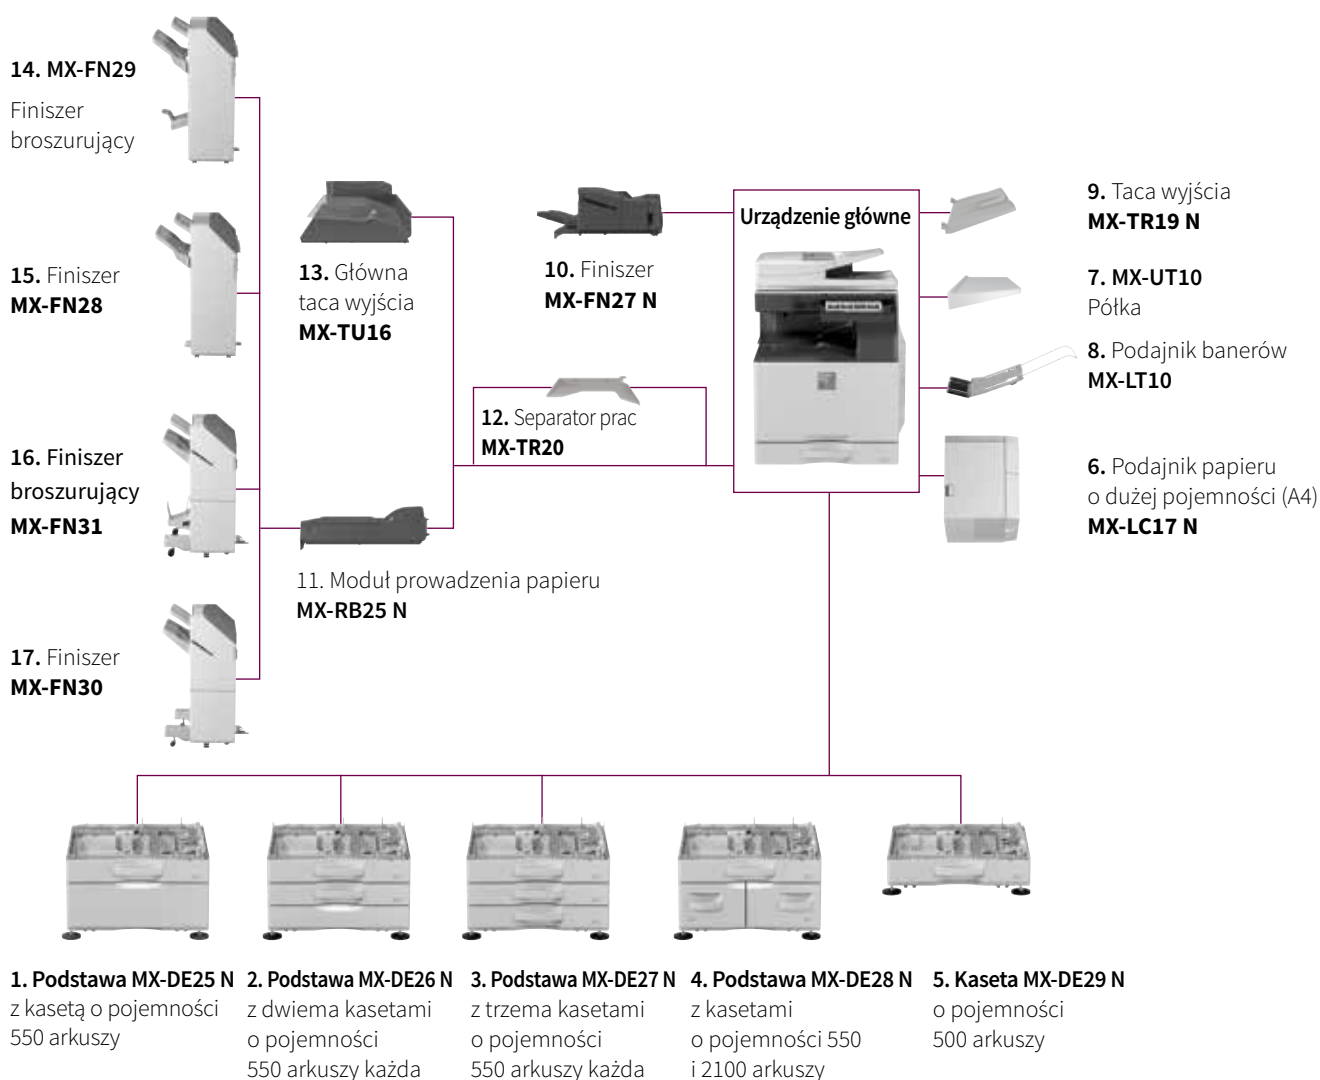 14. MX-FN29
Finiszer
broszurujący
15. Finiszer
MX-FN28
16. Finiszer
broszurujący
MX-FN31
17. Finiszer
MX-FN30
13. Główna
taca wyjścia
MX-TU16
11. Moduł prowadzenia papieru
MX-RB25 N
10. Finiszer
MX-FN27 N
12. Separator prac
MX-TR20
Urządzenie główne
9. Taca wyjścia
MX-TR19 N
7. MX-UT10
Półka
8. Podajnik banerów
MX-LT10
6. Podajnik papieru
o dużej pojemności (A4)
MX-LC17 N
1. Podstawa MX-DE25 N
z kasetą o pojemności
550 arkuszy
2. Podstawa MX-DE26 N
z dwiema kasetami
o pojemności
550 arkuszy każda
3. Podstawa MX-DE27 N
z trzema kasetami
o pojemności
550 arkuszy każda
4. Podstawa MX-DE28 N
z kasetami
o pojemności 550
i 2100 arkuszy
5. Kaseta MX-DE29 N
o pojemności
500 arkuszy